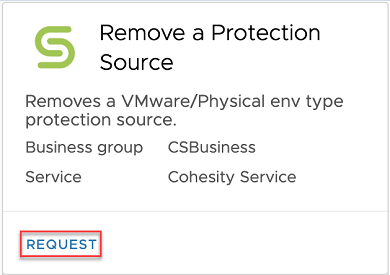 Remove a Protection
Source
Removes a VMware/Physical env type
protection source.
Business group CSBusiness
Service Cohesity Service
REQUEST